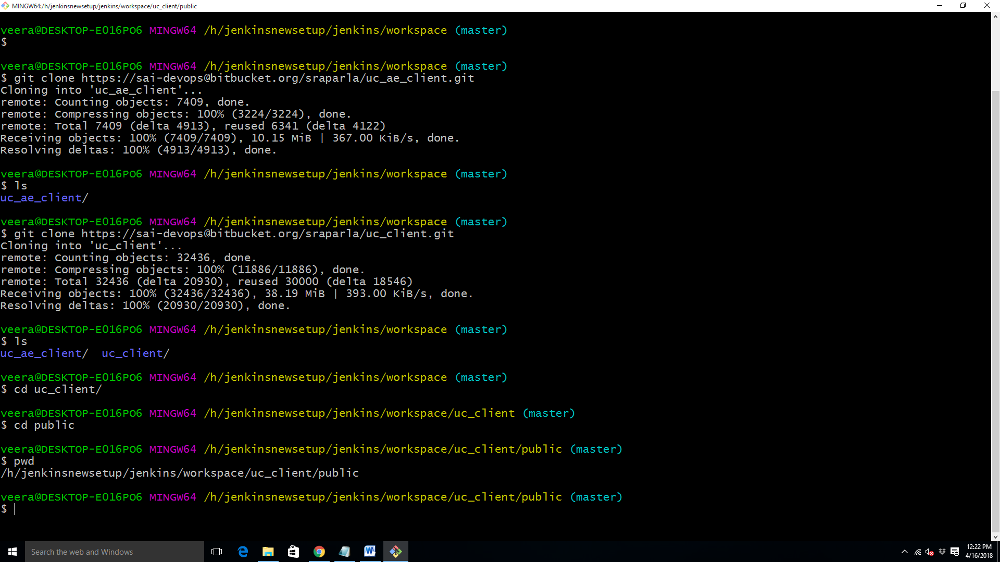 MINGW64:/h/jenkinsnewsetup/jenkins/workspace/uc_client/public
veera@DESKTOP-E016PO6 MINGW64 /h/jenkinsnewsetup/jenkins/workspace (master)
$
veera@DESKTOP-E016PO6 MINGW64 /h/jenkinsnewsetup/jenkins/workspace (master)
$ git clone https://sai-devops@bitbucket.org/sraparla/uc_ae_client.git
Cloning into 'uc_ae_client'...
remote: Counting objects: 7409, done.
remote: Compressing objects: 100% (3224/3224), done.
remote: Total 7409 (delta 4913), reused 6341 (delta 4122)
Receiving objects: 100% (7409/7409), 10.15 MiB | 367.00 KiB/s, done.
Resolving deltas: 100% (4913/4913), done.
veera@DESKTOP-E016PO6 MINGW64 /h/jenkinsnewsetup/jenkins/workspace (master)
$ ls
uc_ae_client/
veera@DESKTOP-E016PO6 MINGW64 /h/jenkinsnewsetup/jenkins/workspace (master)
$ git clone https://sai-devops@bitbucket.org/sraparla/uc_client.git
Cloning into 'uc_client'...
remote: Counting objects: 32436, done.
remote: Compressing objects: 100% (11886/11886), done.
remote: Total 32436 (delta 20930), reused 30000 (delta 18546)
Receiving objects: 100% (32436/32436), 38.19 MiB | 393.00 KiB/s, done.
Resolving deltas: 100% (20930/20930), done.
veera@DESKTOP-E016PO6 MINGW64 /h/jenkinsnewsetup/jenkins/workspace (master)
$ ls
uc_ae_client/  uc_client/
veera@DESKTOP-E016PO6 MINGW64 /h/jenkinsnewsetup/jenkins/workspace (master)
$ cd uc_client/
veera@DESKTOP-E016PO6 MINGW64 /h/jenkinsnewsetup/jenkins/workspace/uc_client (master)
$ cd public
veera@DESKTOP-E016PO6 MINGW64 /h/jenkinsnewsetup/jenkins/workspace/uc_client/public (master)
$ pwd
/h/jenkinsnewsetup/jenkins/workspace/uc_client/public
veera@DESKTOP-E016PO6 MINGW64 /h/jenkinsnewsetup/jenkins/workspace/uc_client/public (master)
$
Search the web and Windows
12:22 PM
4/16/2018